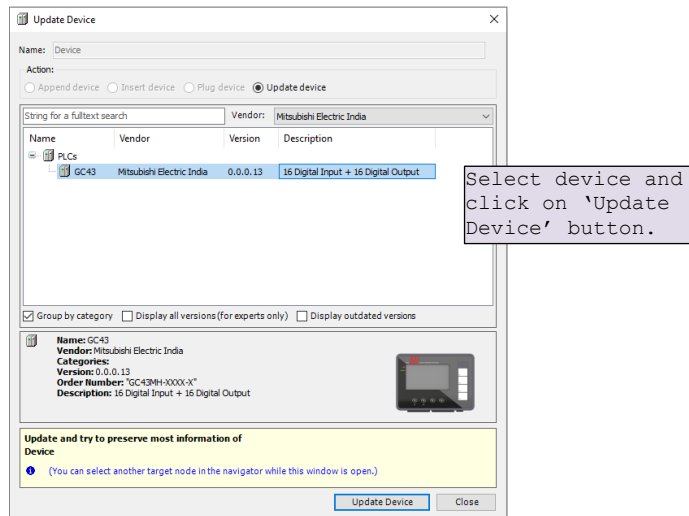 Update Device
Name: Device
Action:
Append device Insert device Plug device Update device
String for a fulltext search Vendor: Mitsubishi Electric India
Name Vendor Version Description
PLCs
GC43 Mitsubishi Electric India 0.0.0.13 16 Digital Input + 16 Digital Output
Select device and
click on ‘Update
Device’ button.
Group by category Display all versions (for experts only) Display outdated versions
Name: GC43
Vendor: Mitsubishi Electric India
Categories:
Version: 0.0.0.13
Order Number: "GC43MH-XXXX-X"
Description: 16 Digital Input + 16 Digital Output
Update and try to preserve most information of
Device
(You can select another target node in the navigator while this window is open.)
Update Device Close